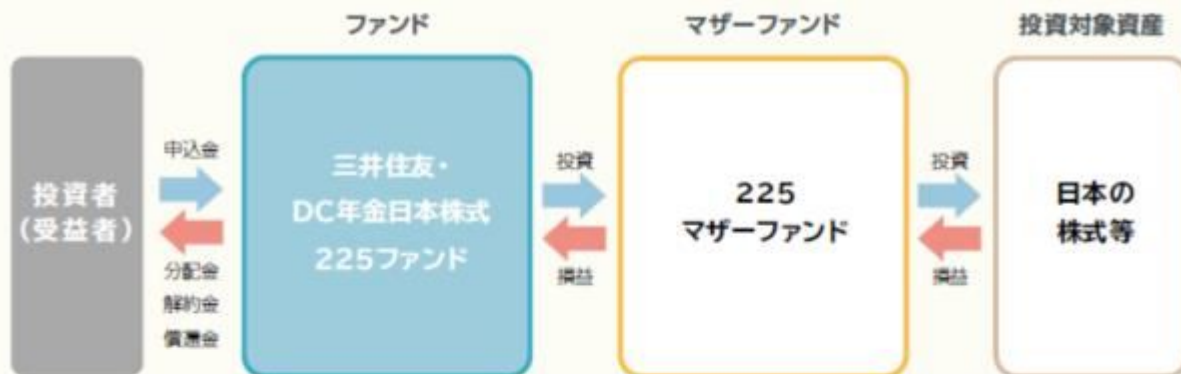 ファンド
マザーファンド
投資対象資産
投資者
(受益者)
申込金
分配金
解約金
償還金
三井住友・
DC年金日本株式
225ファンド
投資
損益
225
マザーファンド
投資
損益
日本の
株式等